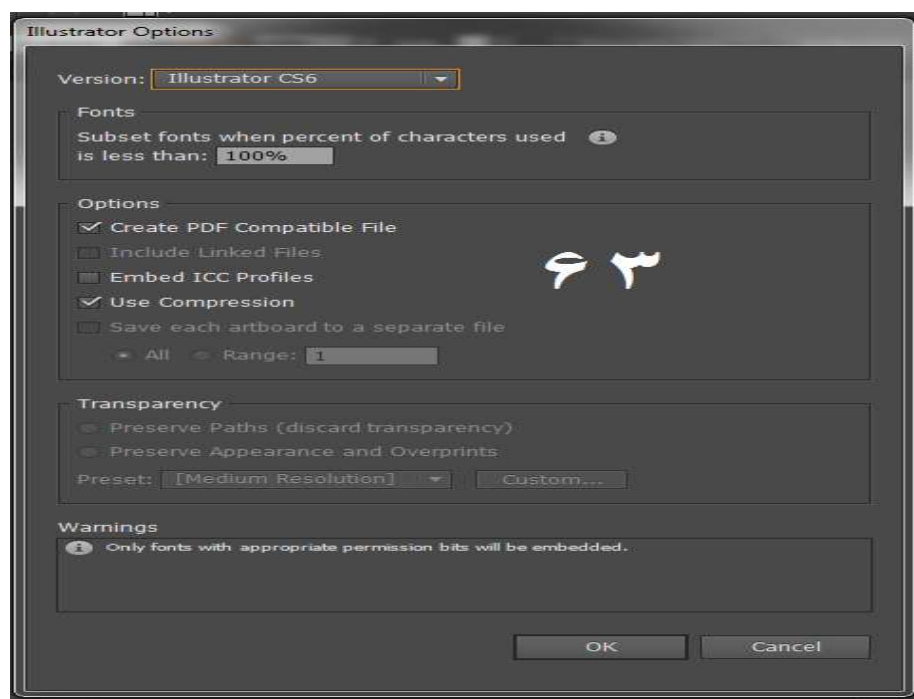 Illustrator Options
Version: Illustrator CS6
Fonts
Subset fonts when percent of characters used
is less than: 100%
Options
Create PDF Compatible File
Include Linked Files
Embed ICC Profiles
۶۳
Use Compression
Save each artboard to a separate file
All Range: 1
Transparency
Preserve Paths (discard transparency)
Preserve Appearance and Overprints
Preset: [Medium Resolution] Custom...
Warnings
Only fonts with appropriate permission bits will be embedded.
OK Cancel